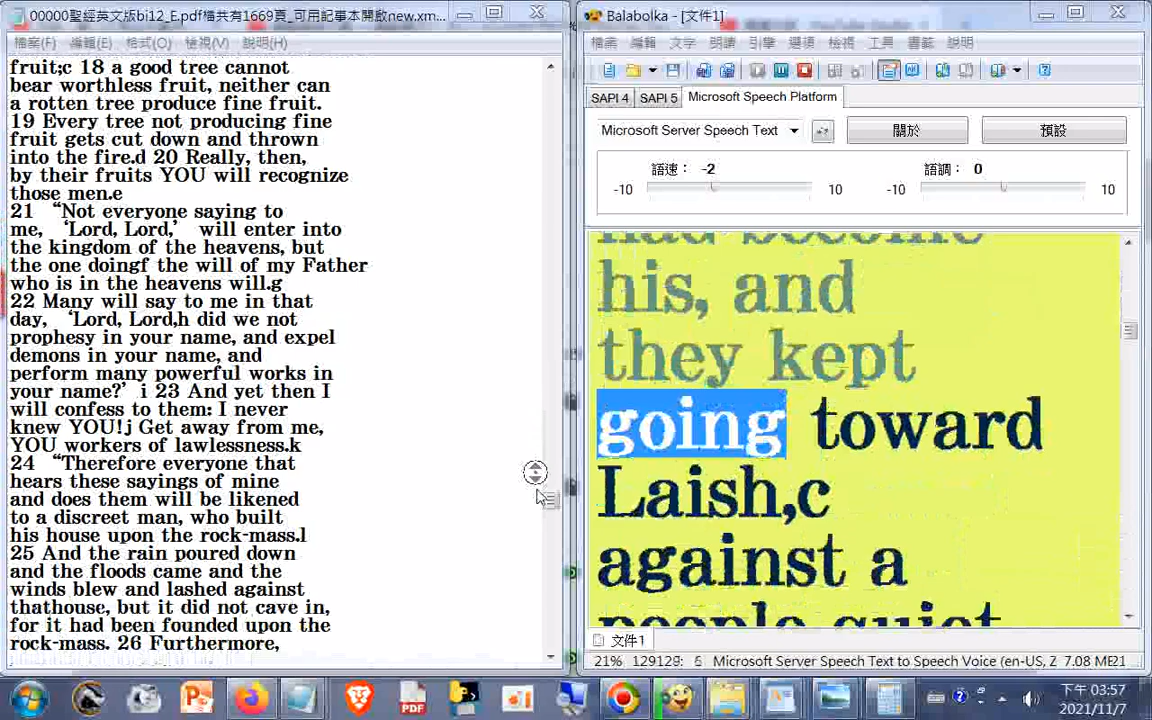 00000聖經英文版bi12_E.pdf檔共有1669頁_可用記事本開啟new.xm...
檔案(F) 編輯(E) 格式(O) 檢視(V) 說明(H)
fruit;c 18 a good tree cannot
bear worthless fruit, neither can
a rotten tree produce fine fruit.
19 Every tree not producing fine
fruit gets cut down and thrown
into the fire.d 20 Really, then,
by their fruits YOU will recognize
those men.e
21 “Not everyone saying to
me, ‘Lord, Lord,’ will enter into
the kingdom of the heavens, but
the one doingf the will of my Father
who is in the heavens will.g
22 Many will say to me in that
day, ‘Lord, Lord,h did we not
prophesy in your name, and expel
demons in your name, and
perform many powerful works in
your name?’ i 23 And yet then I
will confess to them: I never
knew YOU!j Get away from me,
YOU workers of lawlessness.k
24 “Therefore everyone that
hears these sayings of mine
and does them will be likened
to a discreet man, who built
his house upon the rock-mass.l
25 And the rain poured down
and the floods came and the
winds blew and lashed against
thathouse, but it did not cave in,
for it had been founded upon the
rock-mass. 26 Furthermore,
Balabolka - [文件1]
檔案 編輯 文字 朗讀 引擎 選項 檢視 工具 書籤 說明
SAPI 4 SAPI 5 Microsoft Speech Platform
Microsoft Server Speech Text 關於 預設
語速： -2 語調： 0
-10 10 -10 10
had become
his, and
they kept
going toward
Laish,c
against a
people quiet
文件1
21% 129129: 6 Microsoft Server Speech Text to Speech Voice (en-US, Z 7.08 ME21
PDF
下午 03:57
2021/11/7